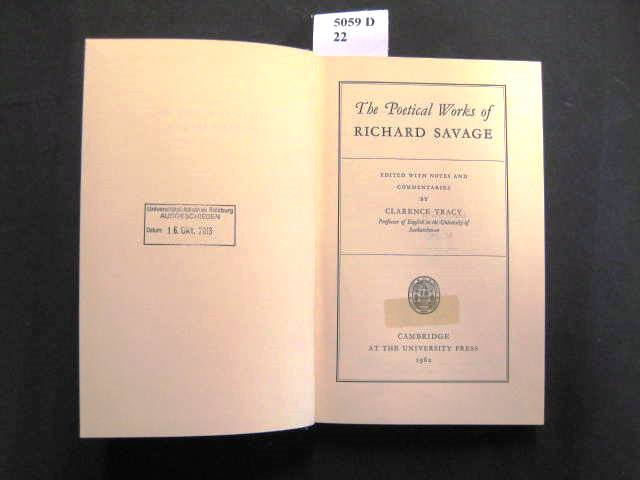 5059 D
22
Universitätsbibliothek Salzburg
AUSGESCHIEDEN
Datum: 16. Okt. 2013
The Poetical Works of
RICHARD SAVAGE
EDITED WITH NOTES AND
COMMENTARIES
BY
CLARENCE TRACY
Professor of English in the University of
Saskatchewan
CAMBRIDGE
AT THE UNIVERSITY PRESS
1962